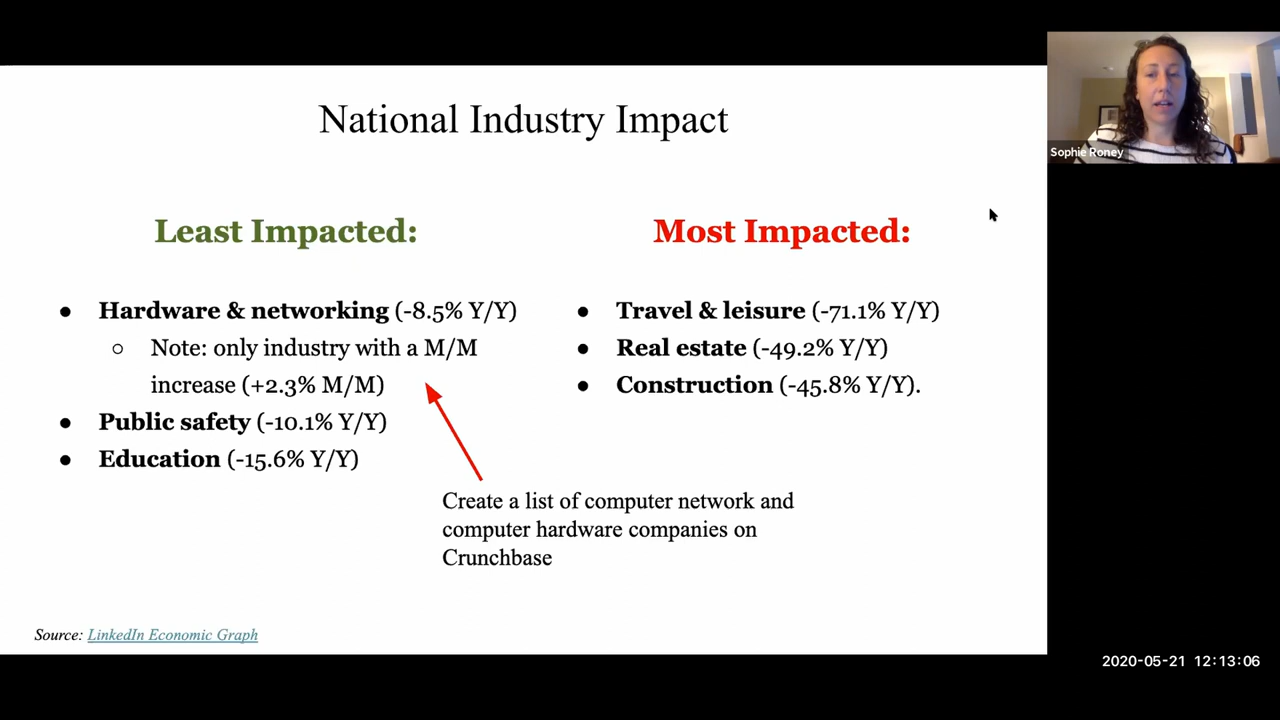 National Industry Impact
Least Impacted:
● Hardware & networking (-8.5% Y/Y)
○ Note: only industry with a M/M
increase (+2.3% M/M)
● Public safety (-10.1% Y/Y)
● Education (-15.6% Y/Y)
Most Impacted:
● Travel & leisure (-71.1% Y/Y)
● Real estate (-49.2% Y/Y)
● Construction (-45.8% Y/Y).
Create a list of computer network and
computer hardware companies on
Crunchbase
Source: LinkedIn Economic Graph
Sophie Roney
2020-05-21 12:13:06